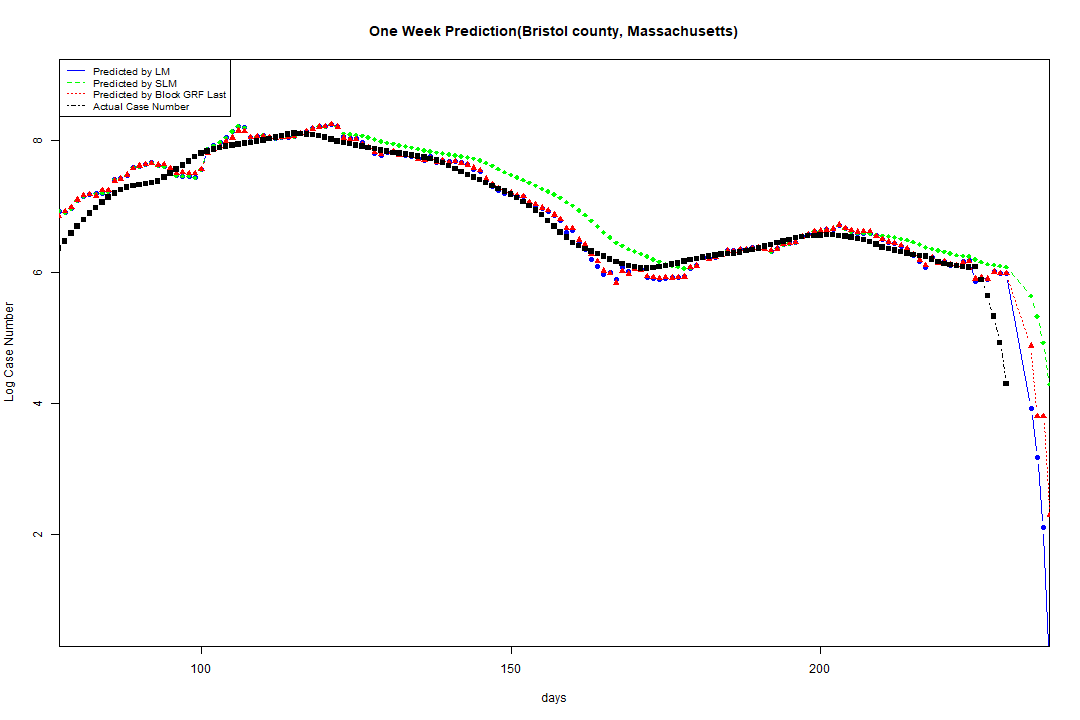 One Week Prediction(Bristol county, Massachusetts)
Predicted by LM
Predicted by SLM
Predicted by Block GRF Last
Actual Case Number
8
6
4
2
Log Case Number
100 150 200
days